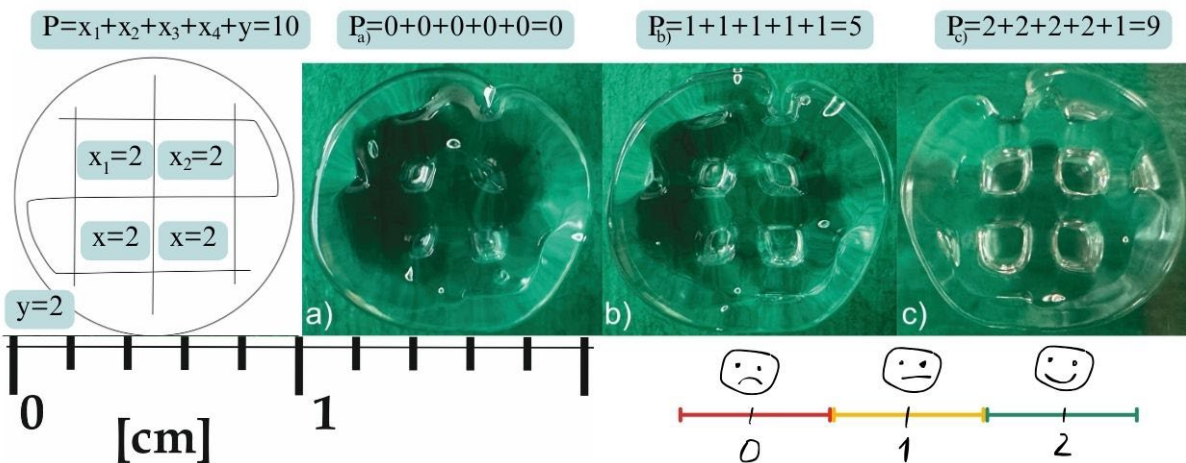 P=x₁+x₂+x₃+x₄+y=10
Pₐ₎=0+0+0+0+0=0
P_b)=1+1+1+1+1=5
P_c)=2+2+2+2+1=9
x₁=2 x₂=2
x=2 x=2
y=2
a)
b)
c)
0 1
[cm]
0 1 2